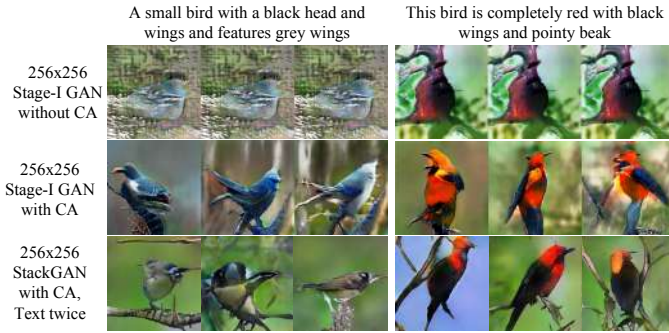 A small bird with a black head and
wings and features grey wings
This bird is completely red with black
wings and pointy beak
256x256
Stage-I GAN
without CA
256x256
Stage-I GAN
with CA
256x256
StackGAN
with CA,
Text twice